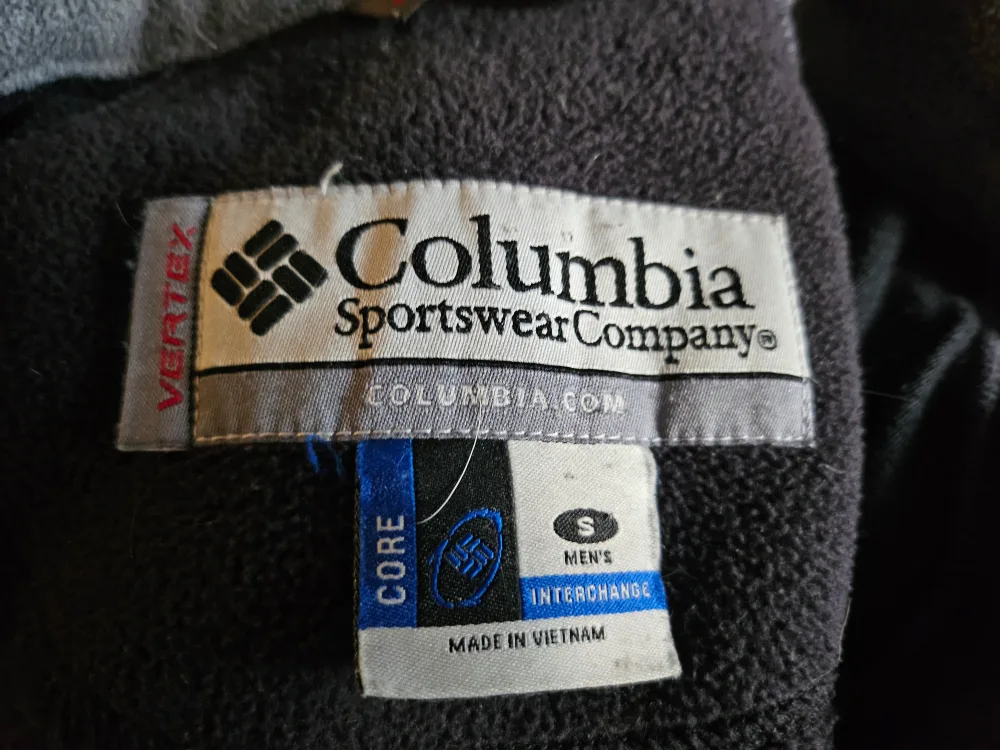 VERTEX
Columbia
Sportswear Company®
COLUMBIA.COM
CORE
S
MEN'S
INTERCHANGE
MADE IN VIETNAM